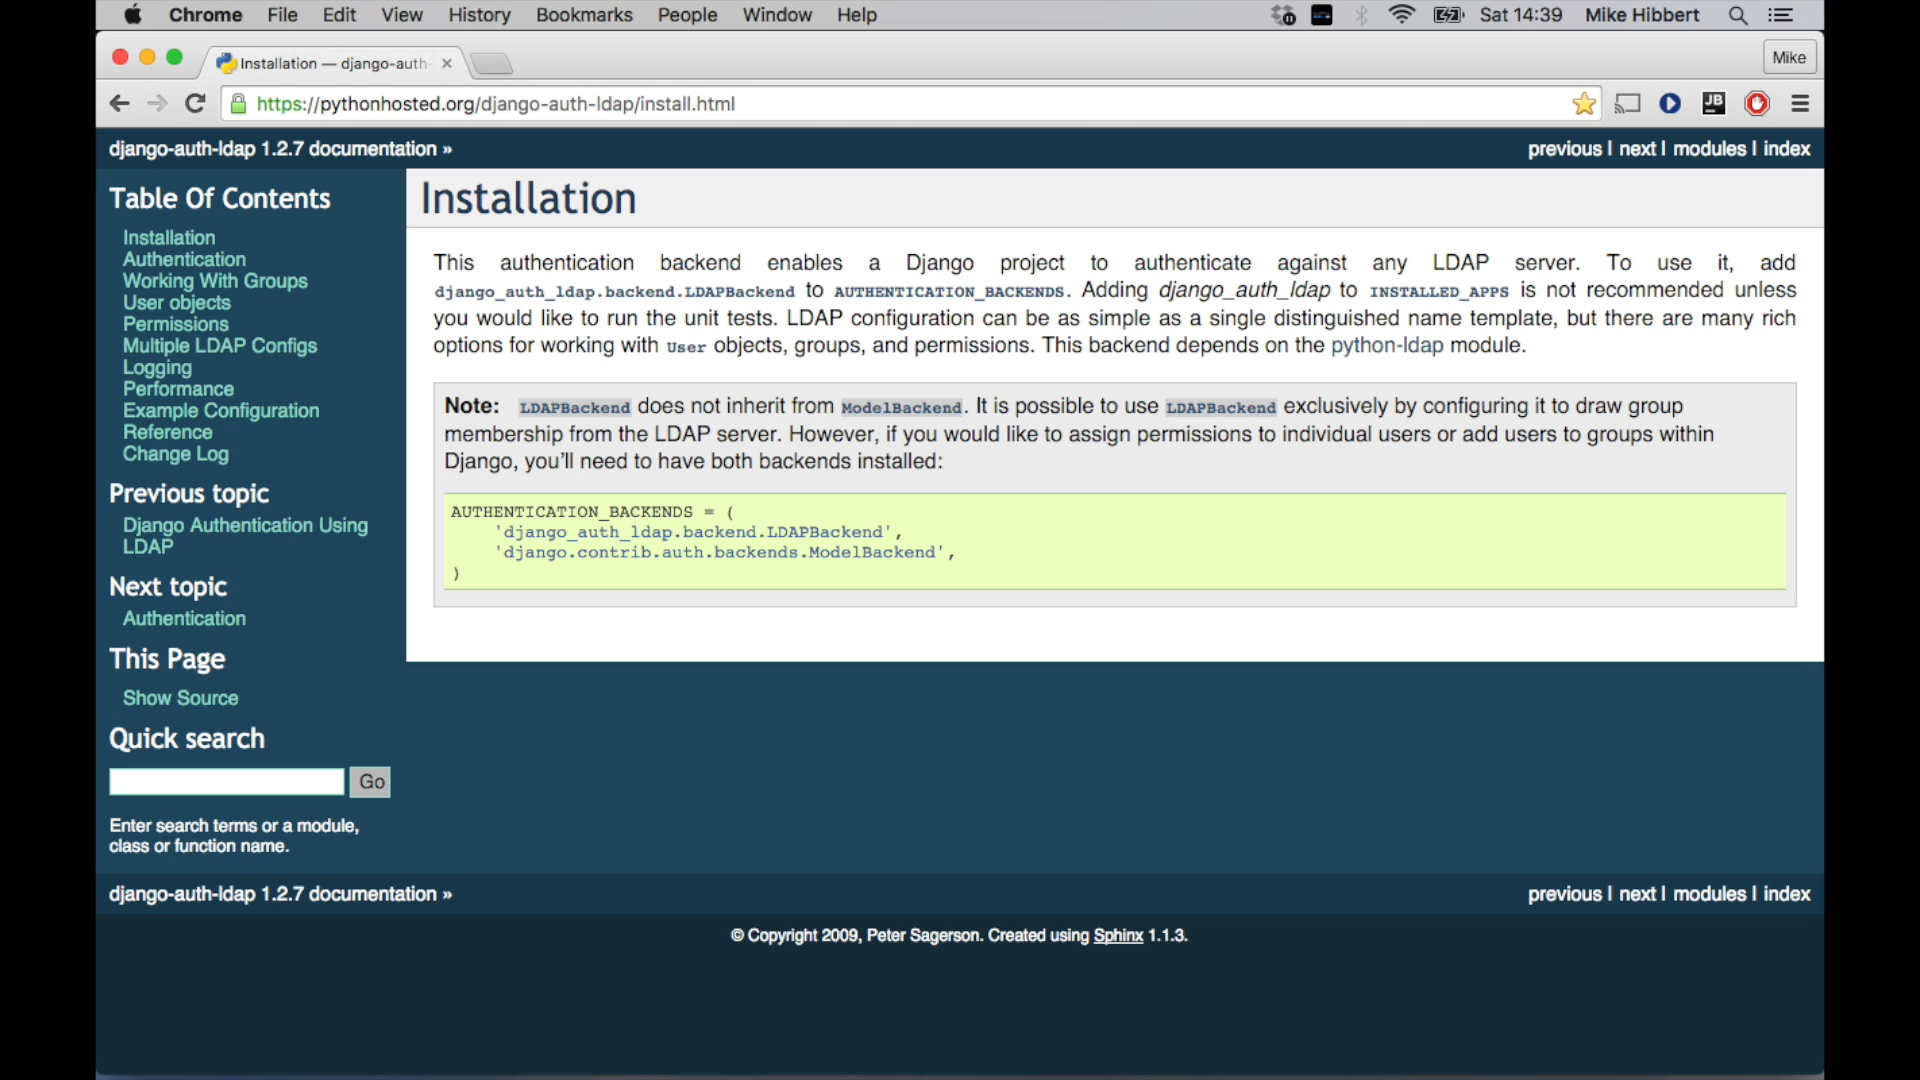 Chrome File Edit View History Bookmarks People Window Help Sat 14:39 Mike Hibbert
Installation — django-auth-
Mike
https://pythonhosted.org/django-auth-ldap/install.html
JB
django-auth-ldap 1.2.7 documentation » previous | next | modules | index
Table Of Contents
Installation
Authentication
Working With Groups
User objects
Permissions
Multiple LDAP Configs
Logging
Performance
Example Configuration
Reference
Change Log
Previous topic
Django Authentication Using
LDAP
Next topic
Authentication
This Page
Show Source
Quick search
Go
Enter search terms or a module,
class or function name.
Installation
This authentication backend enables a Django project to authenticate against any LDAP server. To use it, add
django_auth_ldap.backend.LDAPBackend to AUTHENTICATION_BACKENDS. Adding django_auth_ldap to INSTALLED_APPS is not recommended unless
you would like to run the unit tests. LDAP configuration can be as simple as a single distinguished name template, but there are many rich
options for working with User objects, groups, and permissions. This backend depends on the python-ldap module.
Note: LDAPBackend does not inherit from ModelBackend. It is possible to use LDAPBackend exclusively by configuring it to draw group
membership from the LDAP server. However, if you would like to assign permissions to individual users or add users to groups within
Django, you'll need to have both backends installed:
AUTHENTICATION_BACKENDS = (
'django_auth_ldap.backend.LDAPBackend',
'django.contrib.auth.backends.ModelBackend',
)
django-auth-ldap 1.2.7 documentation » previous | next | modules | index
© Copyright 2009, Peter Sagerson. Created using Sphinx 1.1.3.